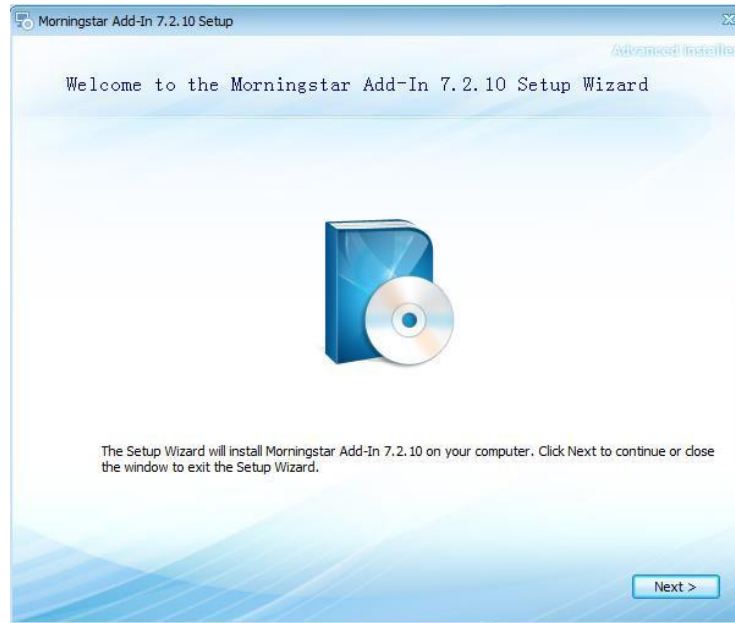 Morningstar Add-In 7.2.10 Setup
Advanced Installer
Welcome to the Morningstar Add-In 7.2.10 Setup Wizard
The Setup Wizard will install Morningstar Add-In 7.2.10 on your computer. Click Next to continue or close
the window to exit the Setup Wizard.
Next >